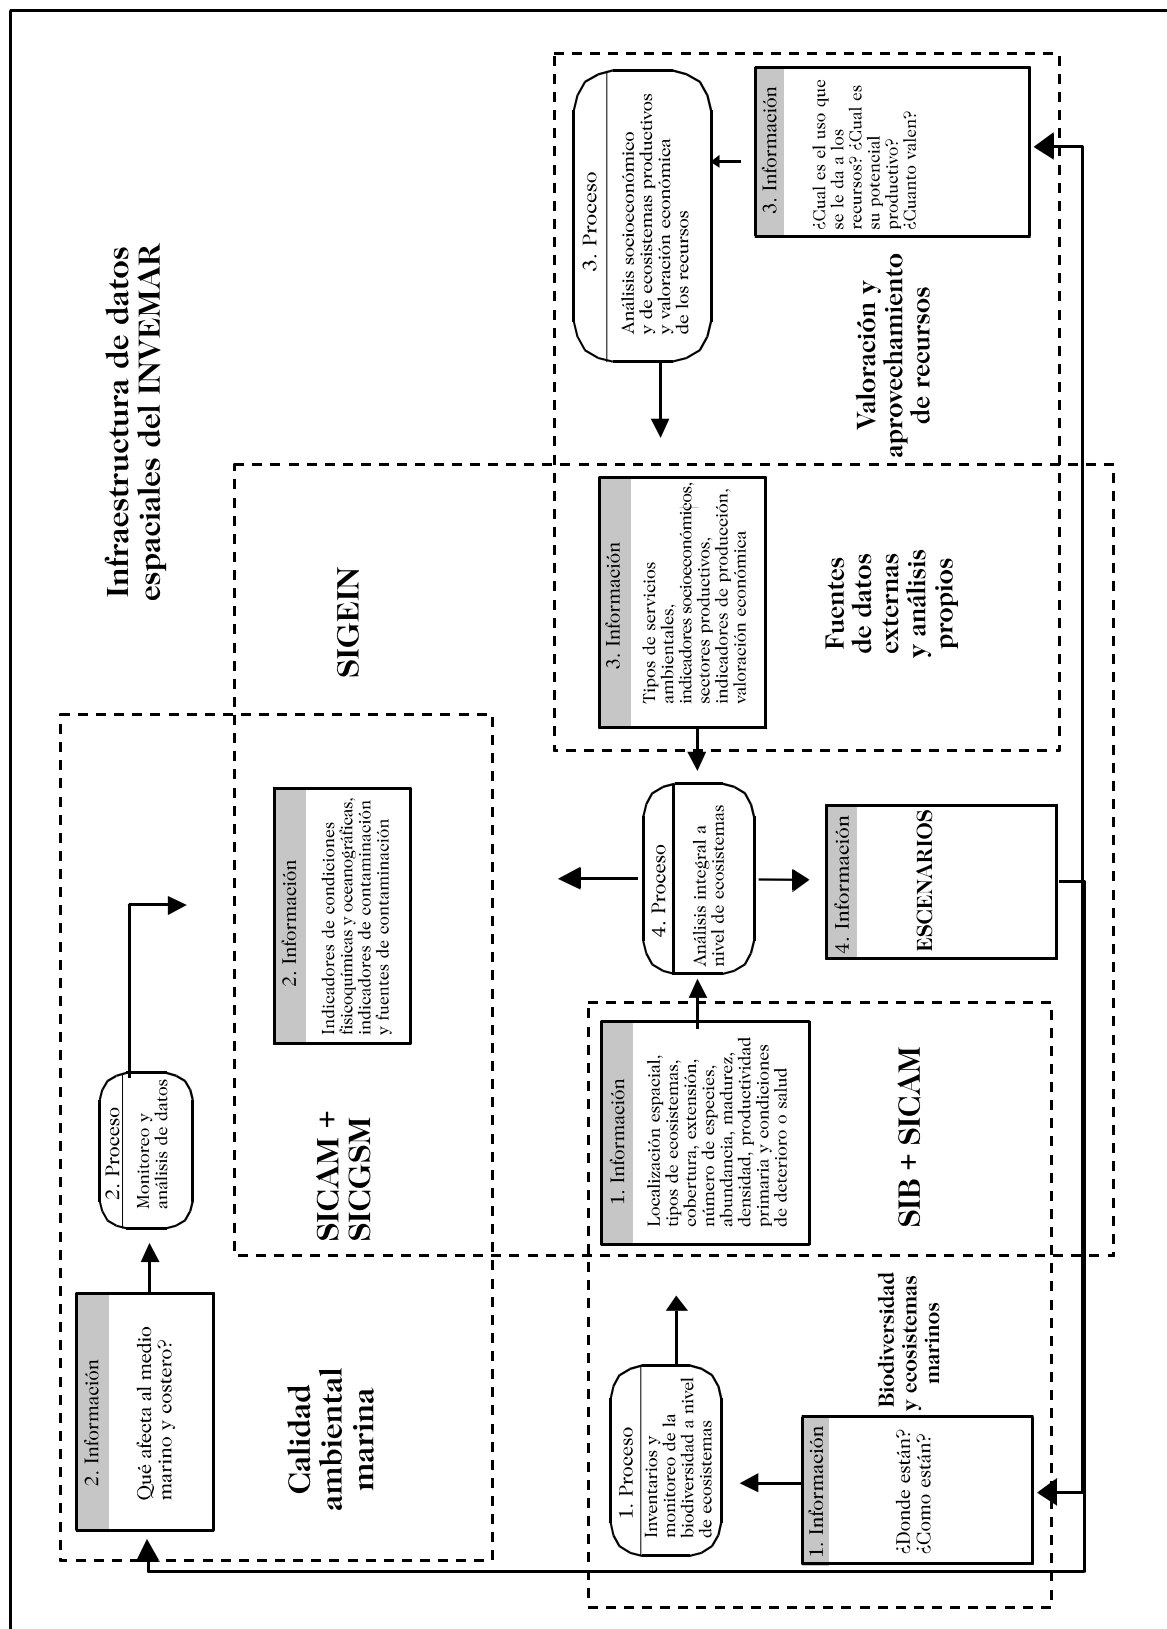 Infraestructura de datos
espaciales del INVEMAR
2. Información
Qué afecta al medio
marino y costero?
2. Proceso
Monitoreo y
análisis de datos
Calidad
ambiental
marina
SICAM +
SICGSM
2. Información
Indicadores de condiciones
fisicoquímicas y oceanográficas,
indicadores de contaminación
y fuentes de contaminación
SIGEIN
1. Proceso
Inventarios y
monitoreo de la
biodiversidad a nivel
de ecosistemas
1. Información
¿Donde están?
¿Como están?
Biodiversidad
y ecosistemas
marinos
1. Información
Localización espacial,
tipos de ecosistemas,
cobertura, extensión,
número de especies,
abundancia, madurez,
densidad, productividad
primaria y condiciones
de deterioro o salud
SIB + SICAM
4. Proceso
Análisis integral a
nivel de ecosistemas
4. Información
ESCENARIOS
3. Información
Tipos de servicios
ambientales,
indicadores socioeconómicos,
sectores productivos,
indicadores de producción,
valoración económica
Fuentes
de datos
externas
y análisis
propios
3. Proceso
Análisis socioeconómico
y de ecosistemas productivos
y valoración económica
de los recursos
Valoración y
aprovechamiento
de recursos
3. Información
¿Cual es el uso que
se le da a los
recursos? ¿Cual es
su potencial
productivo?
¿Cuanto valen?